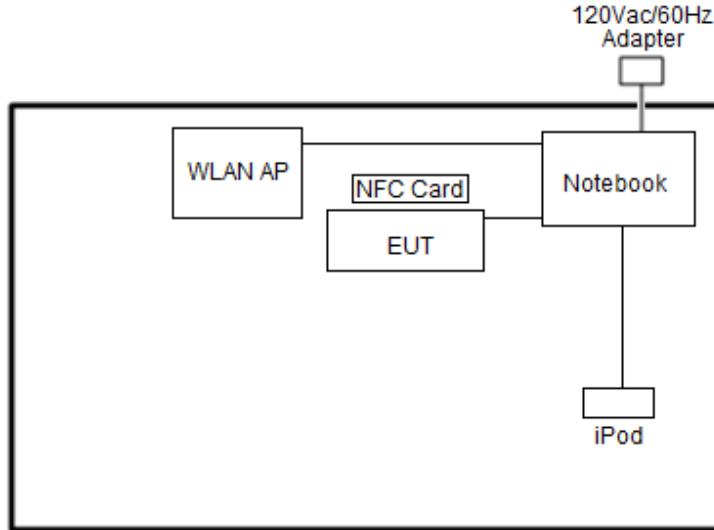 120Vac/60Hz
Adapter
WLAN AP
NFC Card
Notebook
EUT
iPod